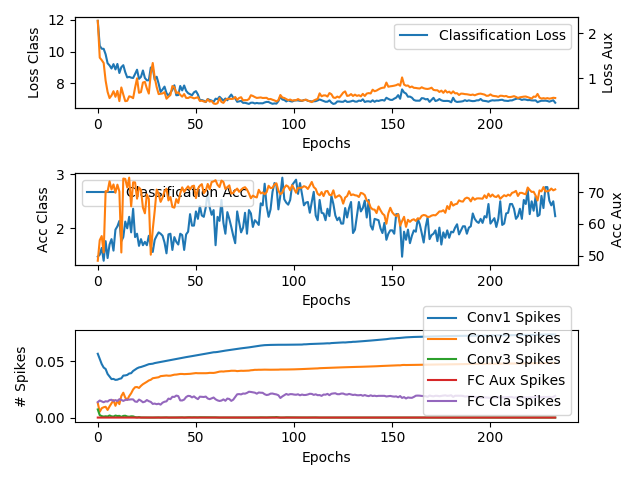 12
10
8
Loss Class
Classification Loss
2
1
Loss Aux
0 50 100 150 200
Epochs
3
2
Acc Class
Classification Acc
70
60
50
Acc Aux
0 50 100 150 200
Epochs
0.05
0.00
# Spikes
Conv1 Spikes
Conv2 Spikes
Conv3 Spikes
FC Aux Spikes
FC Cla Spikes
0 50 100 150 200
Epochs